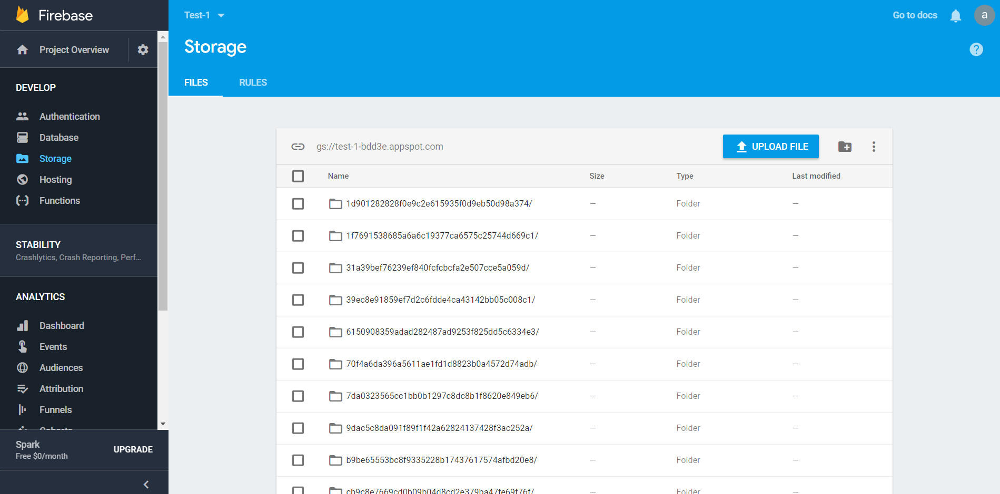 Firebase
Project Overview
DEVELOP
Authentication
Database
Storage
Hosting
Functions
STABILITY
Crashlytics, Crash Reporting, Perf...
ANALYTICS
Dashboard
Events
Audiences
Attribution
Funnels
Cohorts
Spark
Free $0/month
UPGRADE
Test-1
Go to docs
a
Storage
FILES RULES
gs://test-1-bdd3e.appspot.com
UPLOAD FILE
Name Size Type Last modified
1d901282828f0e9c2e615935f0d9eb50d98a374/ — Folder —
1f7691538685a6a6c19377ca6575c25744d669c1/ — Folder —
31a39bef76239ef840fcfcbcfa2e507cce5a059d/ — Folder —
39ec8e91859ef7d2c6fdde4ca43142bb05c008c1/ — Folder —
6150908359adad282487ad9253f825dd5c6334e3/ — Folder —
70f4a6da396a5611ae1fd1d8823b0a4572d74adb/ — Folder —
7da0323565cc1bb0b1297c8dc8b1f8620e849eb6/ — Folder —
9dac5c8da091f89f1f42a62824137428f3ac252a/ — Folder —
b9be65553bc8f9335228b17437617574afbd20e8/ — Folder —
cb9c8e7669cd0b09b04d8cd2e379ba47fe69f76f/ Folder —